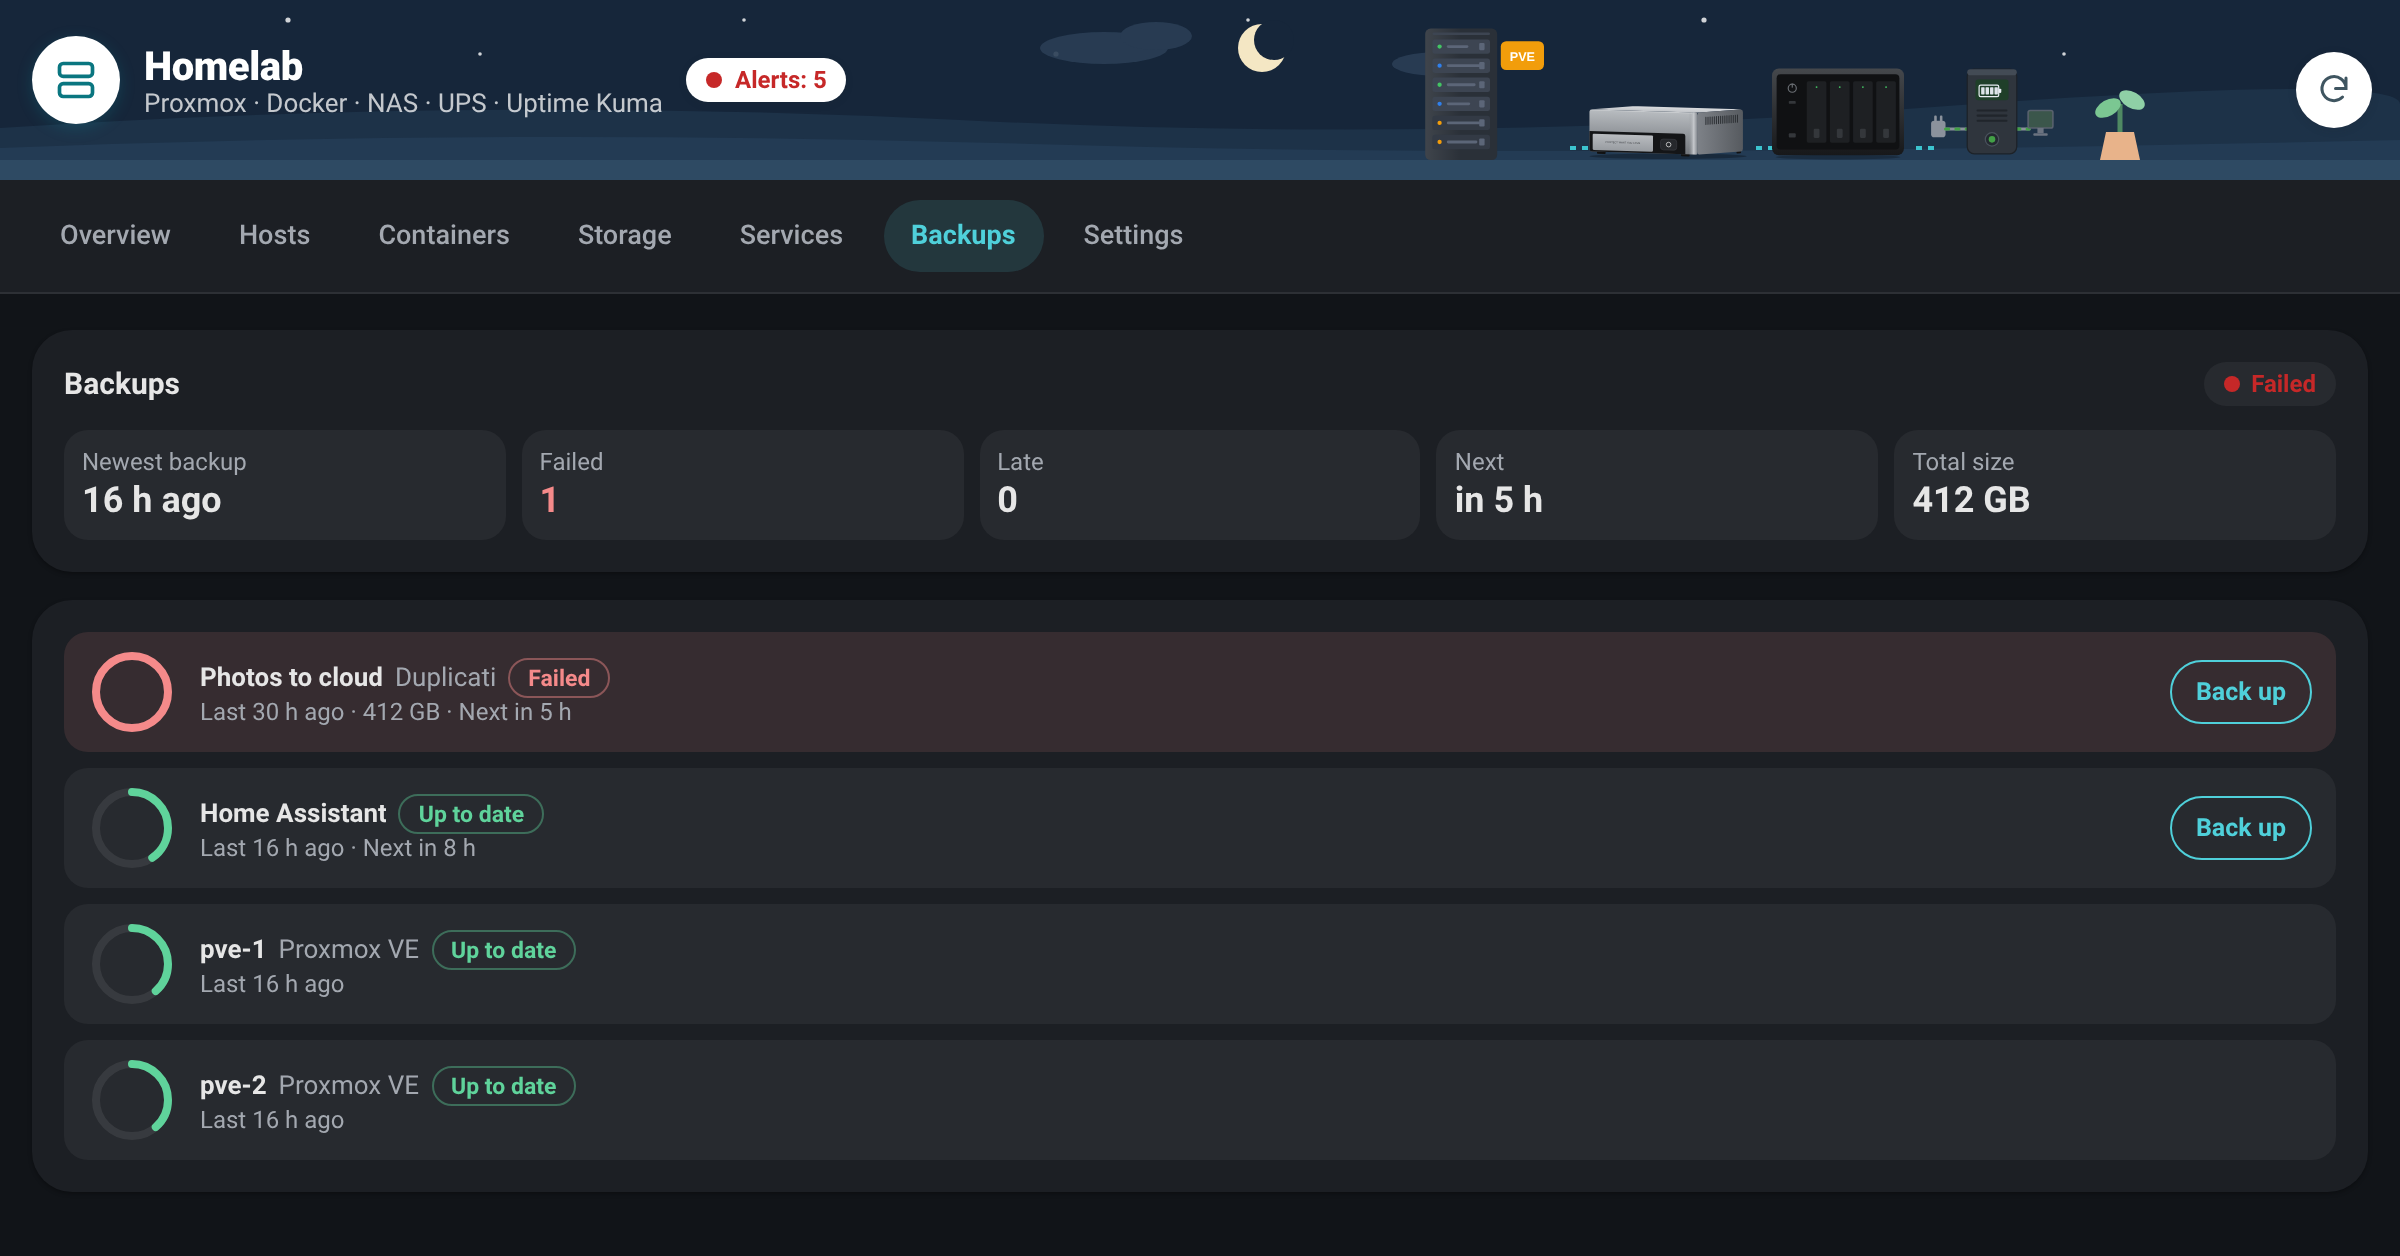 Homelab
Proxmox · Docker · NAS · UPS · Uptime Kuma
Alerts: 5
PVE
Overview
Hosts
Containers
Storage
Services
Backups
Settings
Backups
Failed
Newest backup
16 h ago
Failed
1
Late
0
Next
in 5 h
Total size
412 GB
Photos to cloud Duplicati Failed
Last 30 h ago · 412 GB · Next in 5 h
Back up
Home Assistant Up to date
Last 16 h ago · Next in 8 h
Back up
pve-1 Proxmox VE Up to date
Last 16 h ago
pve-2 Proxmox VE Up to date
Last 16 h ago